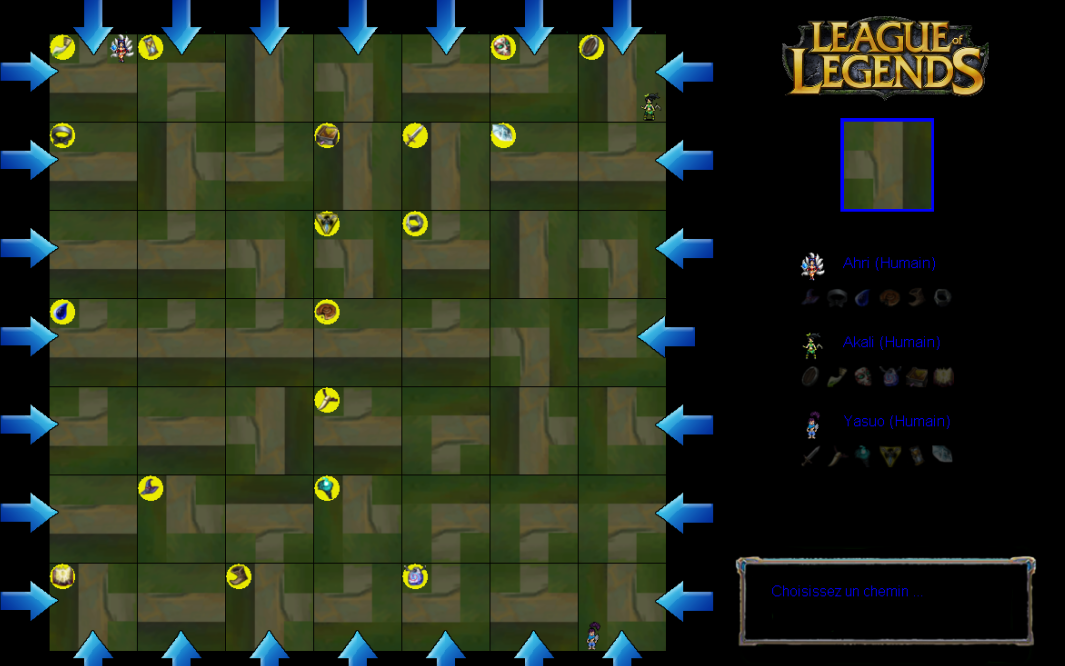 LEAGUE of
LEGENDS
Ahri (Humain)
Akali (Humain)
Yasuo (Humain)
Choisissez un chemin ...